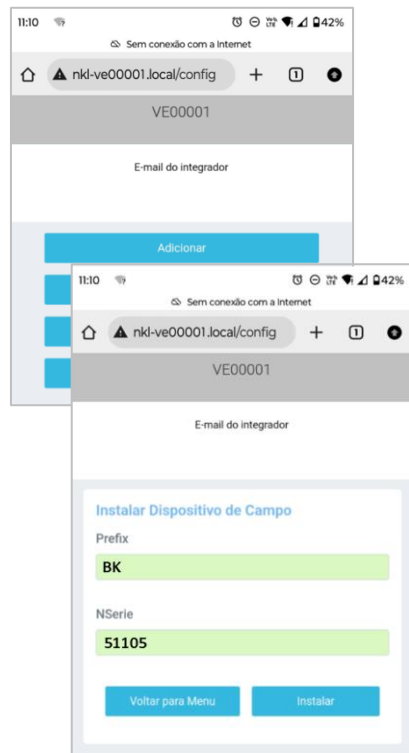 11:10
42%
Sem conexão com a Internet
nkl-ve00001.local/config
1
VE00001
E-mail do integrador
Adicionar
11:10
42%
Sem conexão com a Internet
nkl-ve00001.local/config
1
VE00001
E-mail do integrador
Instalar Dispositivo de Campo
Prefix
BK
NSerie
51105
Voltar para Menu
Instalar